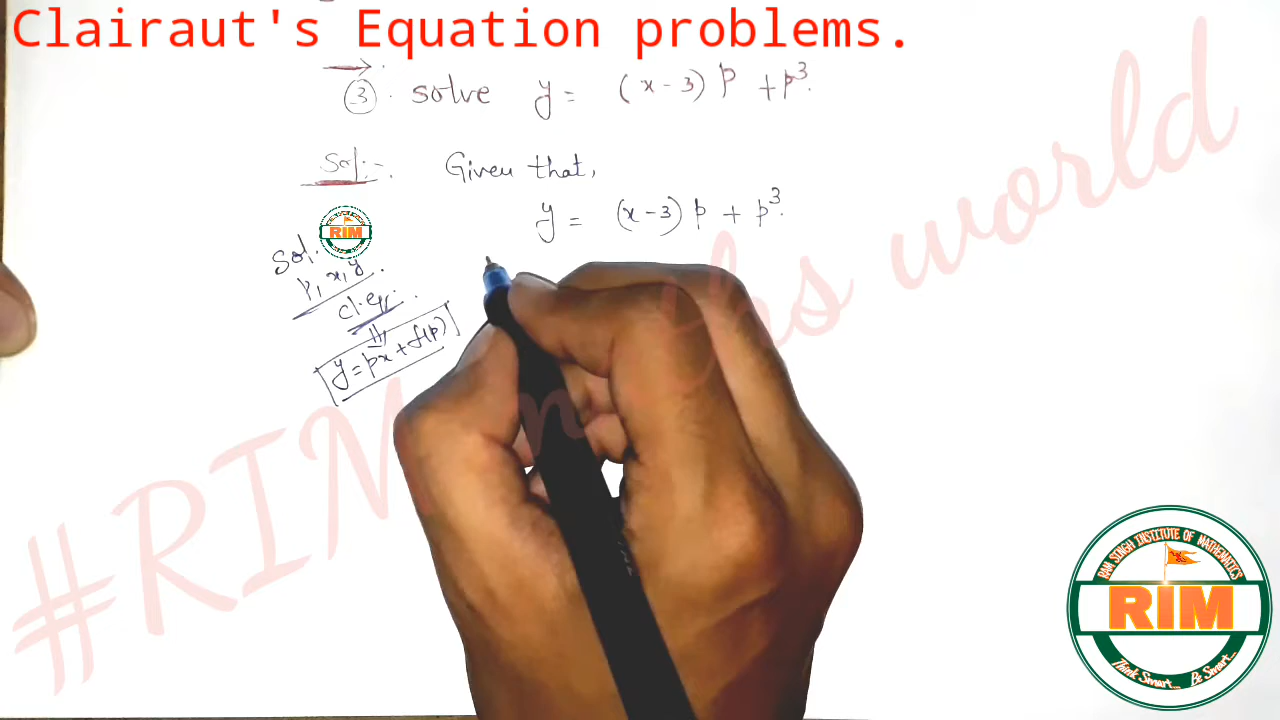 Clairaut's Equation problems.
③. solve y = (x-3) p + p³.
Sol:-. Given that,
y = (x-3) p + p³.
RIM
Sol.
p, x, y.
cl. eq.
y = px + f(p)
#RIM maths world
RAM SINGH INSTITUTE OF MATHEMATICS
RIM
Think Smart... Be Smart...